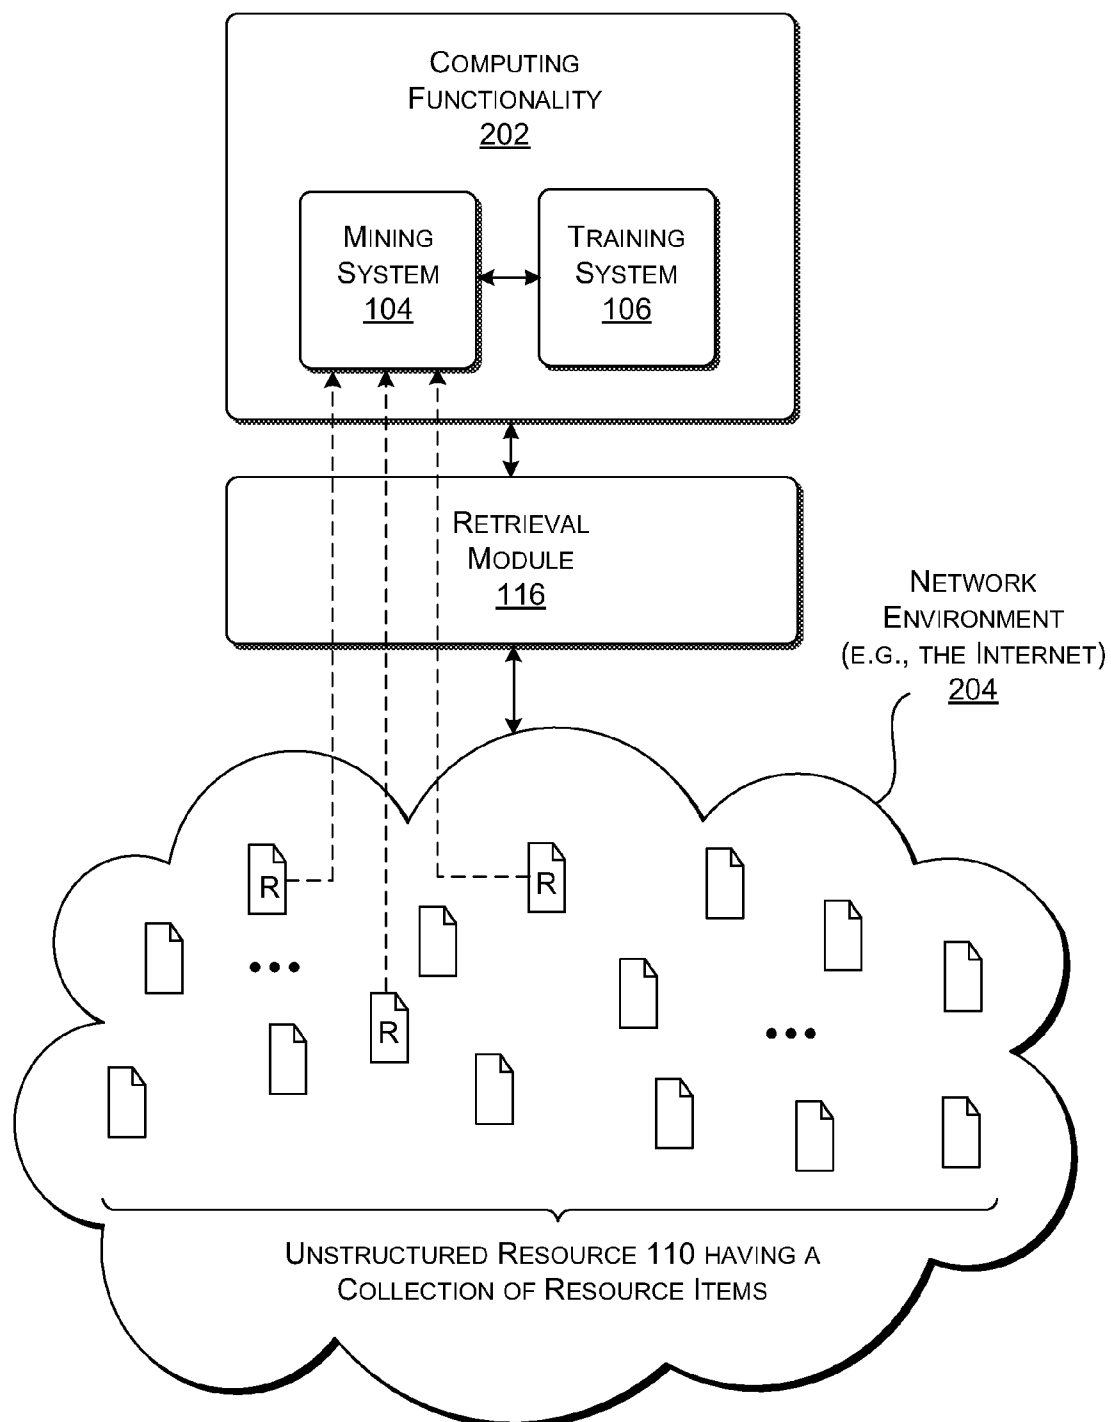 COMPUTING
FUNCTIONALITY
202
MINING
SYSTEM
104
TRAINING
SYSTEM
106
RETRIEVAL
MODULE
116
NETWORK
ENVIRONMENT
(E.G., THE INTERNET)
204
R
R
R
UNSTRUCTURED RESOURCE 110 HAVING A
COLLECTION OF RESOURCE ITEMS